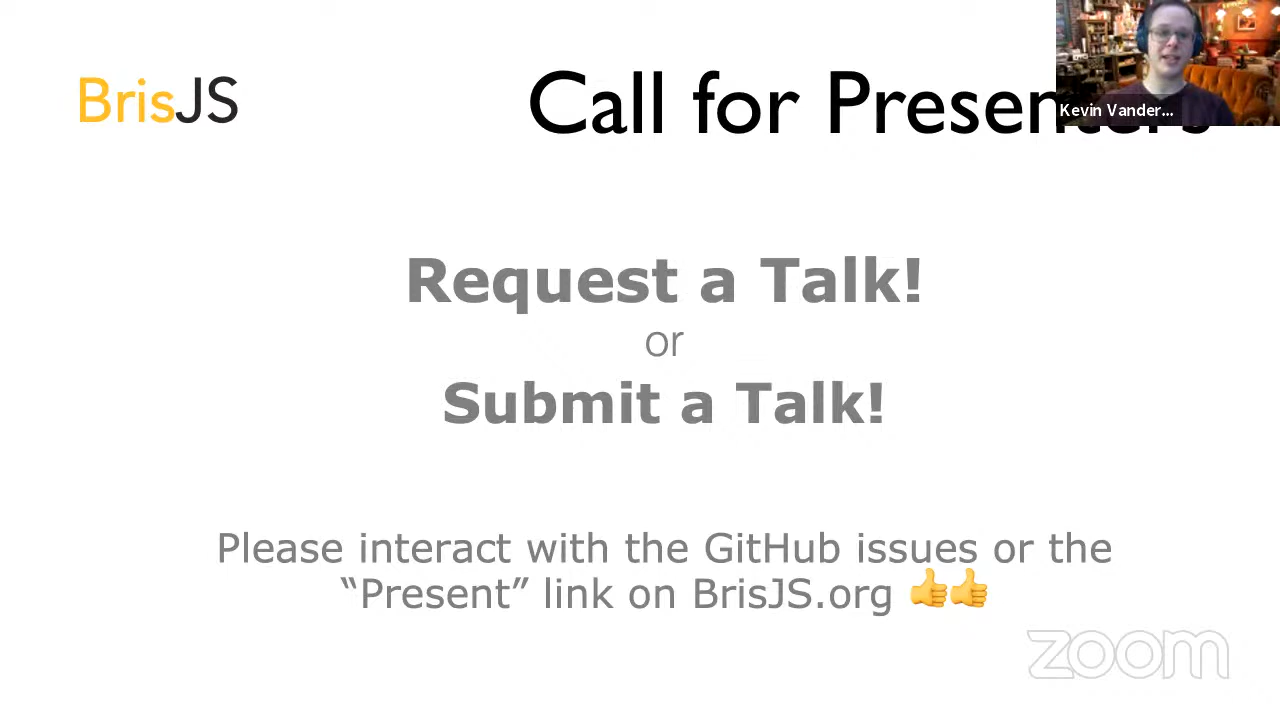 BrisJS
Call for Presenters
Kevin Vander...
Request a Talk!
or
Submit a Talk!
Please interact with the GitHub issues or the
“Present” link on BrisJS.org 👍👍
zoom